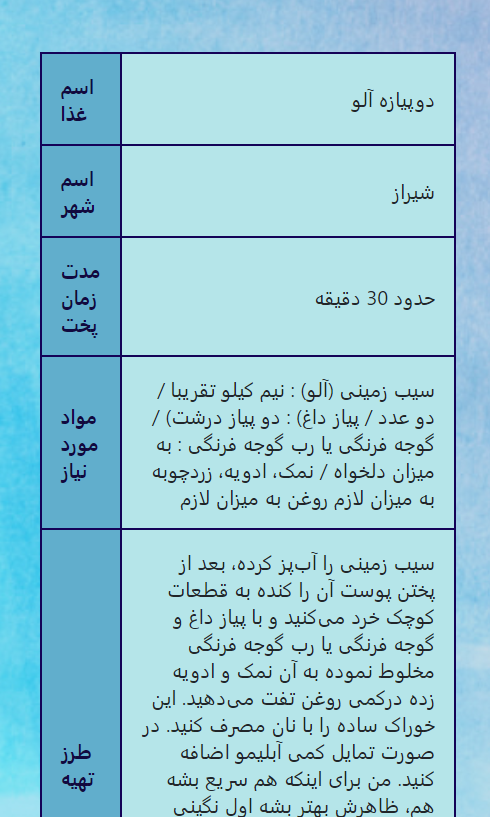 اسم
غذا
دوپیازه آلو
اسم
شهر
شیراز
مدت
زمان
پخت
حدود 30 دقیقه
مواد
مورد
نیاز
سیب زمینی (آلو) : نیم کیلو تقریبا /
دو عدد / پیاز داغ) : دو پیاز درشت) /
گوجه فرنگی یا رب گوجه فرنگی : به
میزان دلخواه / نمک، ادویه، زردچوبه
به میزان لازم روغن به میزان لازم
طرز
تهیه
سیب زمینی را آب‌پز کرده، بعد از
پختن پوست آن را کنده به قطعات
کوچک خرد می‌کنید و با پیاز داغ و
گوجه فرنگی یا رب گوجه فرنگی
مخلوط نموده به آن نمک و ادویه
زده درکمی روغن تفت می‌دهید. این
خوراک ساده را با نان مصرف کنید. در
صورت تمایل کمی آبلیمو اضافه
کنید. من برای اینکه هم سریع بشه
هم، ظاهرش بهتر بشه اول نگینی